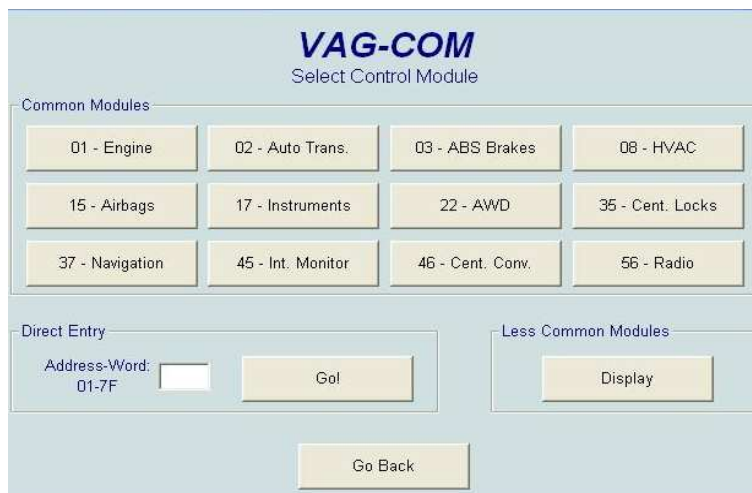 VAG-COM
Select Control Module
Common Modules
01 - Engine
02 - Auto Trans.
03 - ABS Brakes
08 - HVAC
15 - Airbags
17 - Instruments
22 - AWD
35 - Cent. Locks
37 - Navigation
45 - Int. Monitor
46 - Cent. Conv.
56 - Radio
Direct Entry
Address-Word:
01-7F
Go!
Less Common Modules
Display
Go Back